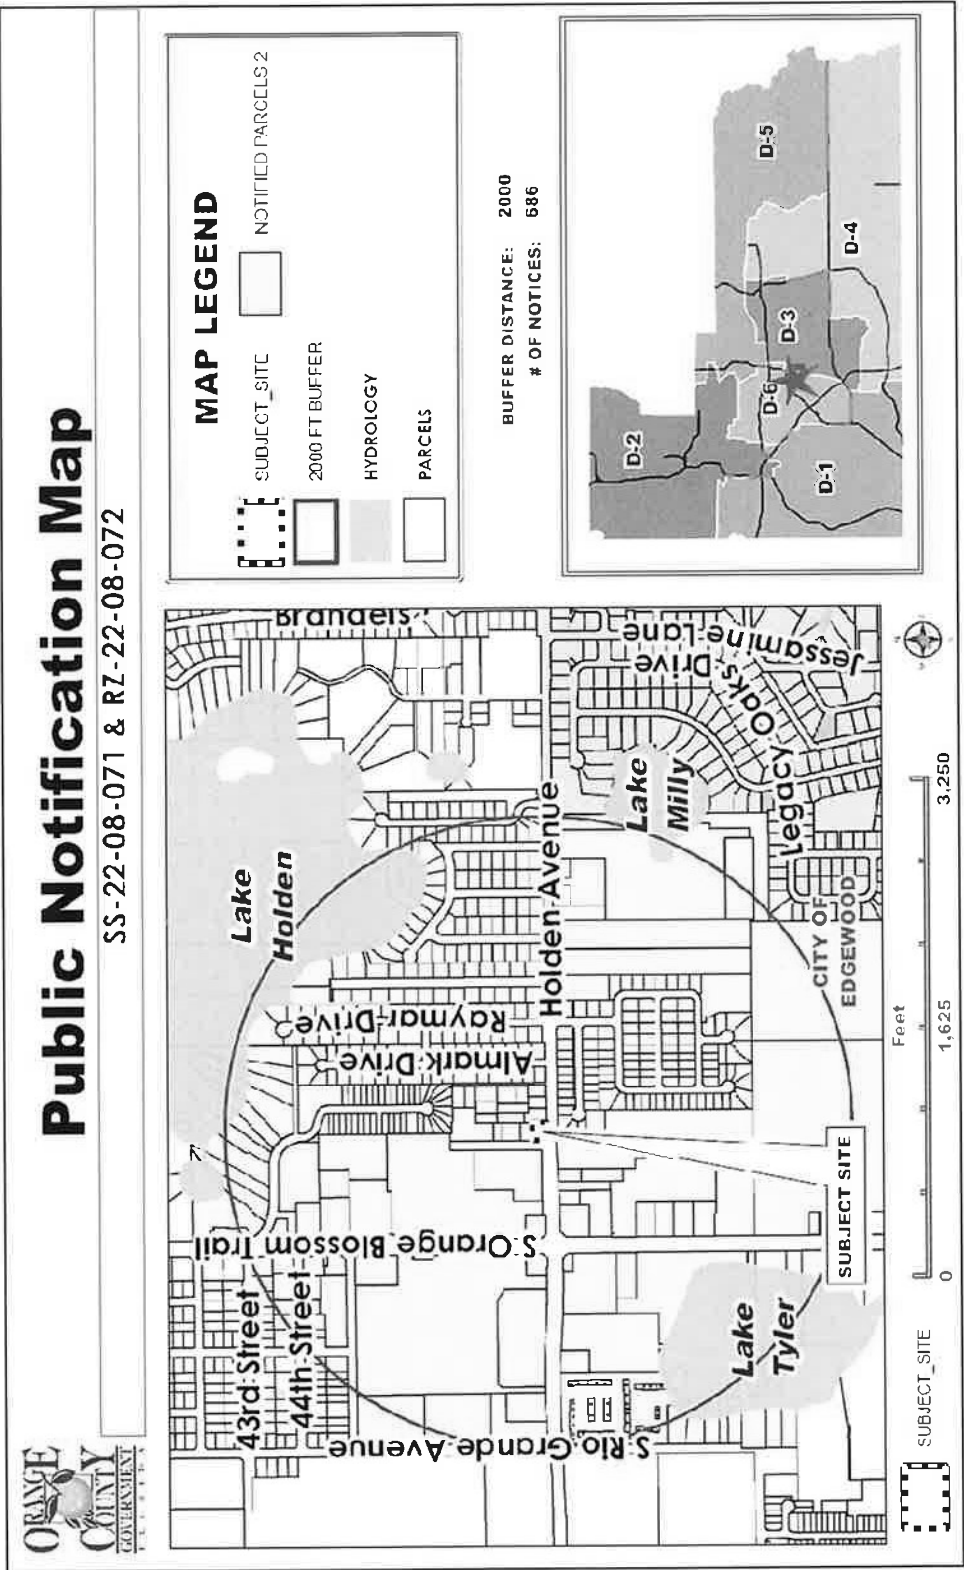 ORANGE
COUNTY
GOVERNMENT
FLORIDA
Public Notification Map
SS-22-08-071 & RZ-22-08-072
43rd Street
44th Street
S Rio Grande Avenue
S Orange Blossom Trail
Almark Drive
Raymar Drive
Holden Avenue
Lake
Holden
Brandeis
Lake
Milly
Legacy Oaks Drive
Jessamine Lane
CITY OF
EDGEWOOD
Lake
Tyler
SUBJECT SITE
MAP LEGEND
SUBJECT_SITE
NOTIFIED PARCELS 2
2000 FT BUFFER
HYDROLOGY
PARCELS
BUFFER DISTANCE: 2000
# OF NOTICES: 686
D-2
D-5
D-6
D-3
D-4
D-1
SUBJECT_SITE
Feet
0 1,625 3,250